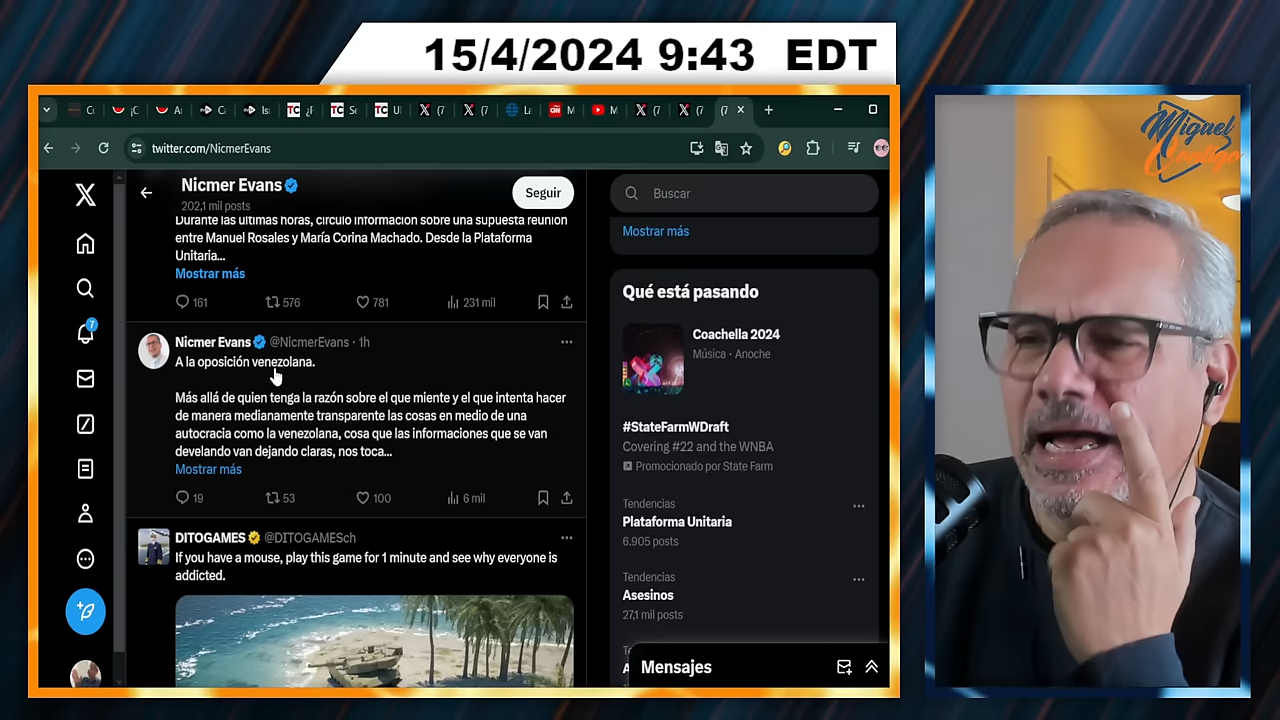 15/4/2024 9:43 EDT
Miguel
Contigo
twitter.com/NicmerEvans
Nicmer Evans
202,1 mil posts
Seguir
Durante las últimas horas, circuló información sobre una supuesta reunión
entre Manuel Rosales y María Corina Machado. Desde la Plataforma
Unitaria...
Mostrar más
161 576 781 231 mil
Nicmer Evans @NicmerEvans · 1h
A la oposición venezolana.
Más allá de quien tenga la razón sobre el que miente y el que intenta hacer
de manera medianamente transparente las cosas en medio de una
autocracia como la venezolana, cosa que las informaciones que se van
develando van dejando claras, nos toca...
Mostrar más
19 53 100 6 mil
DITOGAMES @DITOGAMESch
If you have a mouse, play this game for 1 minute and see why everyone is
addicted.
Buscar
Mostrar más
Qué está pasando
Coachella 2024
Música · Anoche
#StateFarmWDraft
Covering #22 and the WNBA
Promocionado por State Farm
Tendencias
Plataforma Unitaria
6.905 posts
Tendencias
Asesinos
27,1 mil posts
Mensajes
7